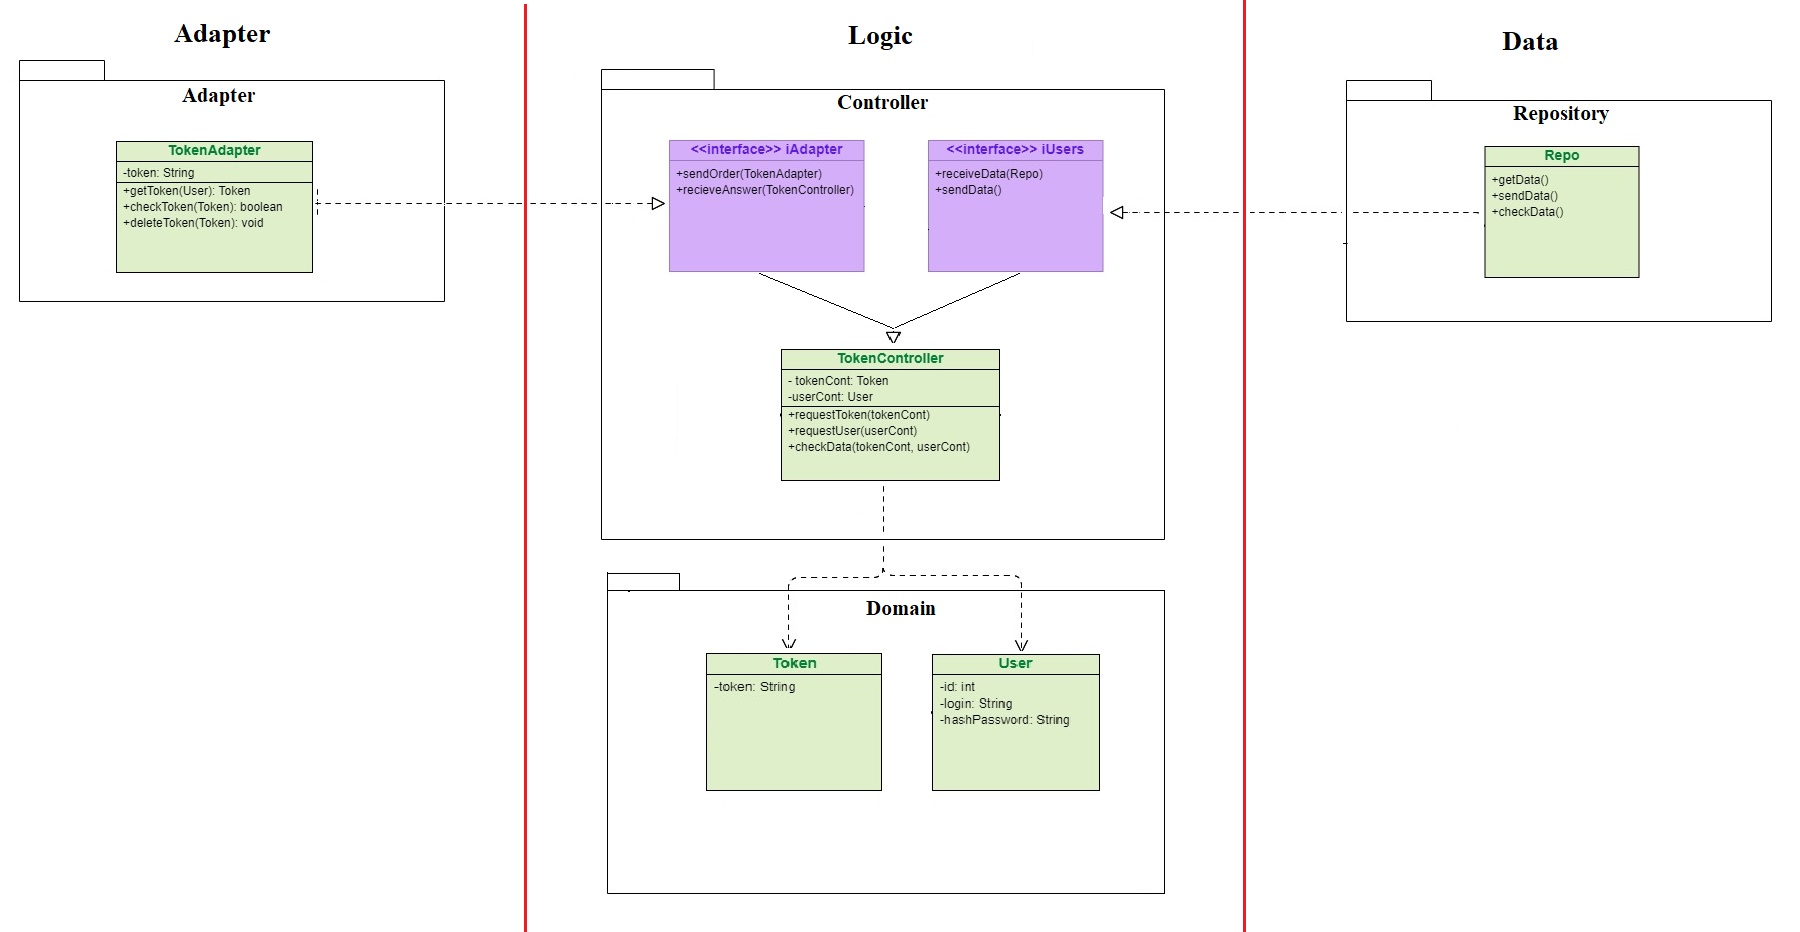 Adapter
Adapter
TokenAdapter
-token: String
+getToken(User): Token
+checkToken(Token): boolean
+deleteToken(Token): void
Logic
Controller
<<interface>> iAdapter
+sendOrder(TokenAdapter)
+recieveAnswer(TokenController)
<<interface>> iUsers
+receiveData(Repo)
+sendData()
TokenController
- tokenCont: Token
-userCont: User
+requestToken(tokenCont)
+requestUser(userCont)
+checkData(tokenCont, userCont)
Domain
Token
-token: String
User
-id: int
-login: String
-hashPassword: String
Data
Repository
Repo
+getData()
+sendData()
+checkData()